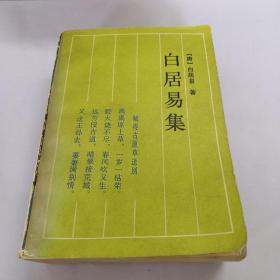 [唐] 白居易 著
白居易集
赋得古原草送别
离离原上草，一岁一枯荣。
野火烧不尽，春风吹又生。
远芳侵古道，晴翠接荒城。
又送王孙去，萋萋满别情。